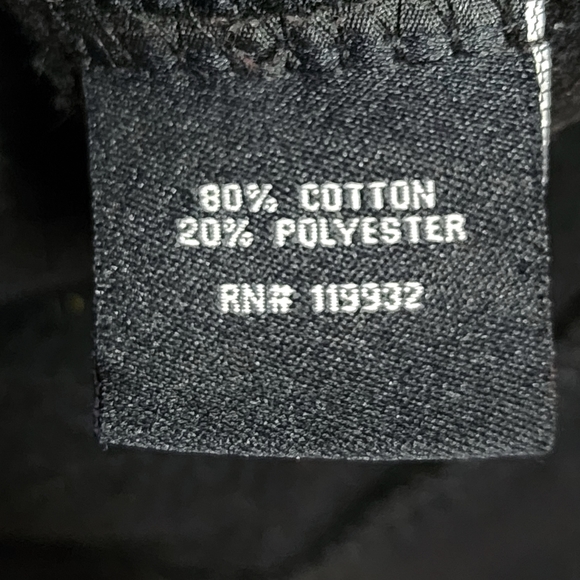 80% COTTON
20% POLYESTER
RN# 119932